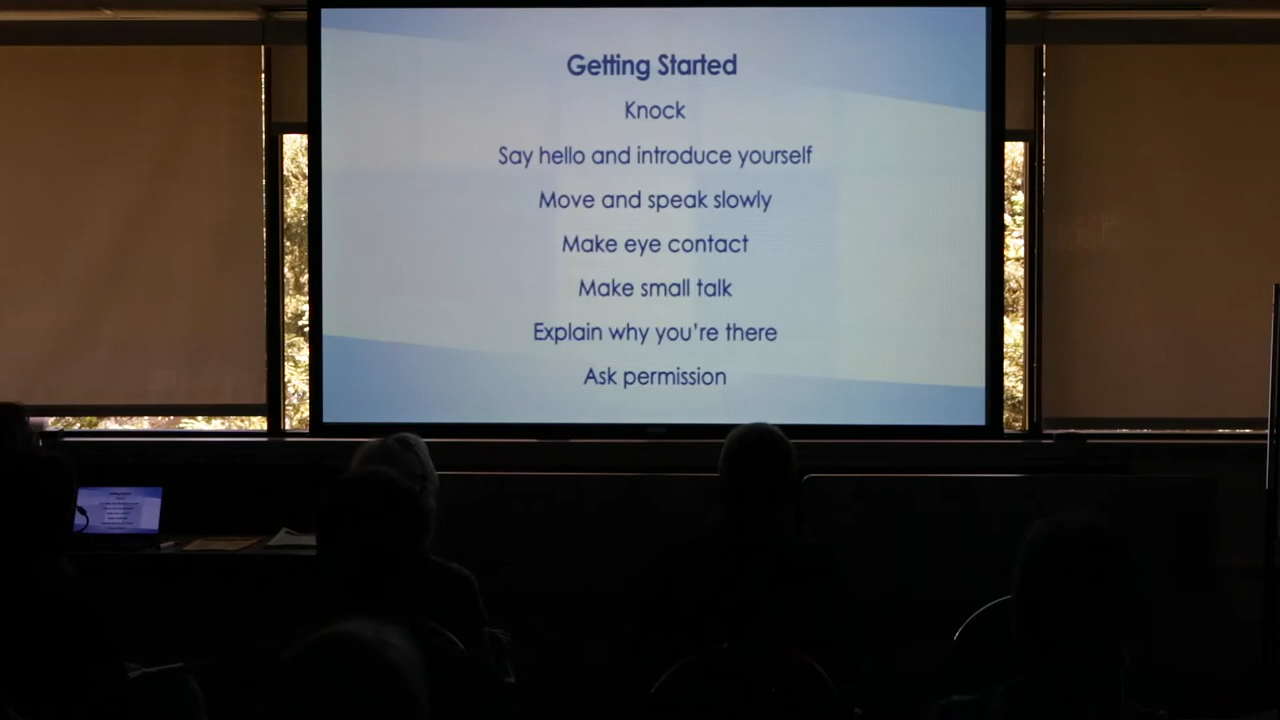 Getting Started
Knock
Say hello and introduce yourself
Move and speak slowly
Make eye contact
Make small talk
Explain why you're there
Ask permission